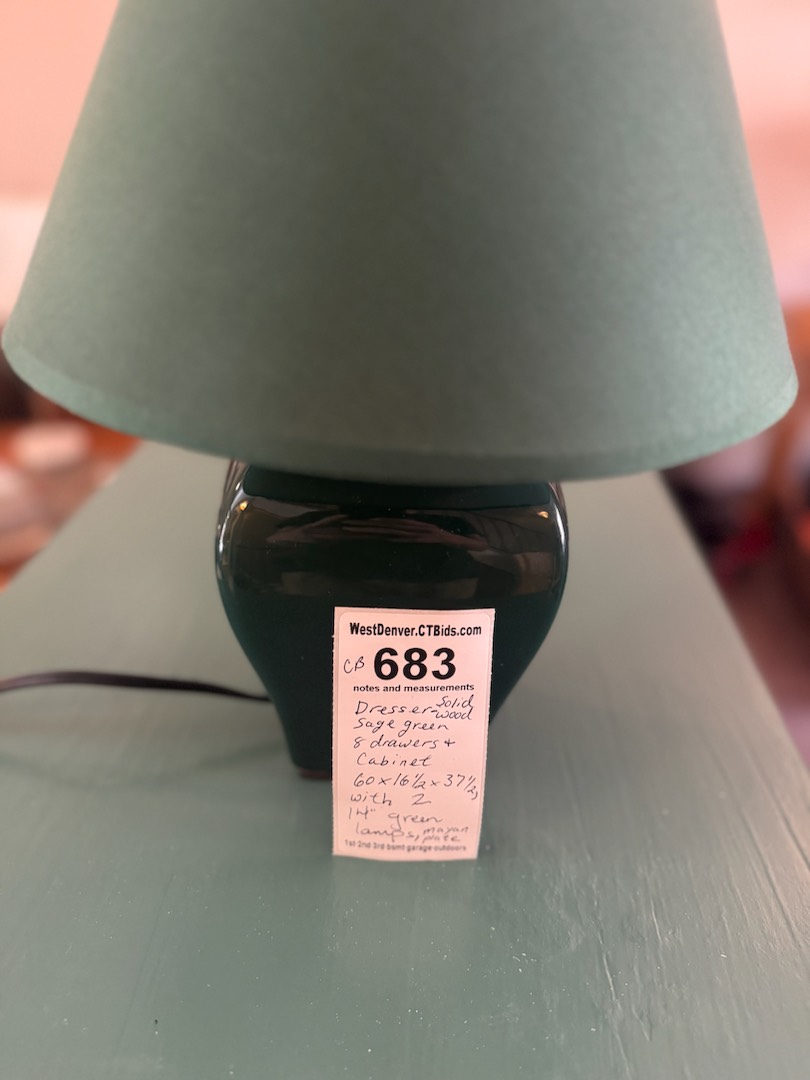 WestDenver.CTBids.com
CB 683
notes and measurements
Dresser-Solid wood
Sage green
8 drawers +
Cabinet
60x16½x37½,
with 2
14" green
lamps, mayan plate
1st 2nd 3rd bsmt garage outdoors